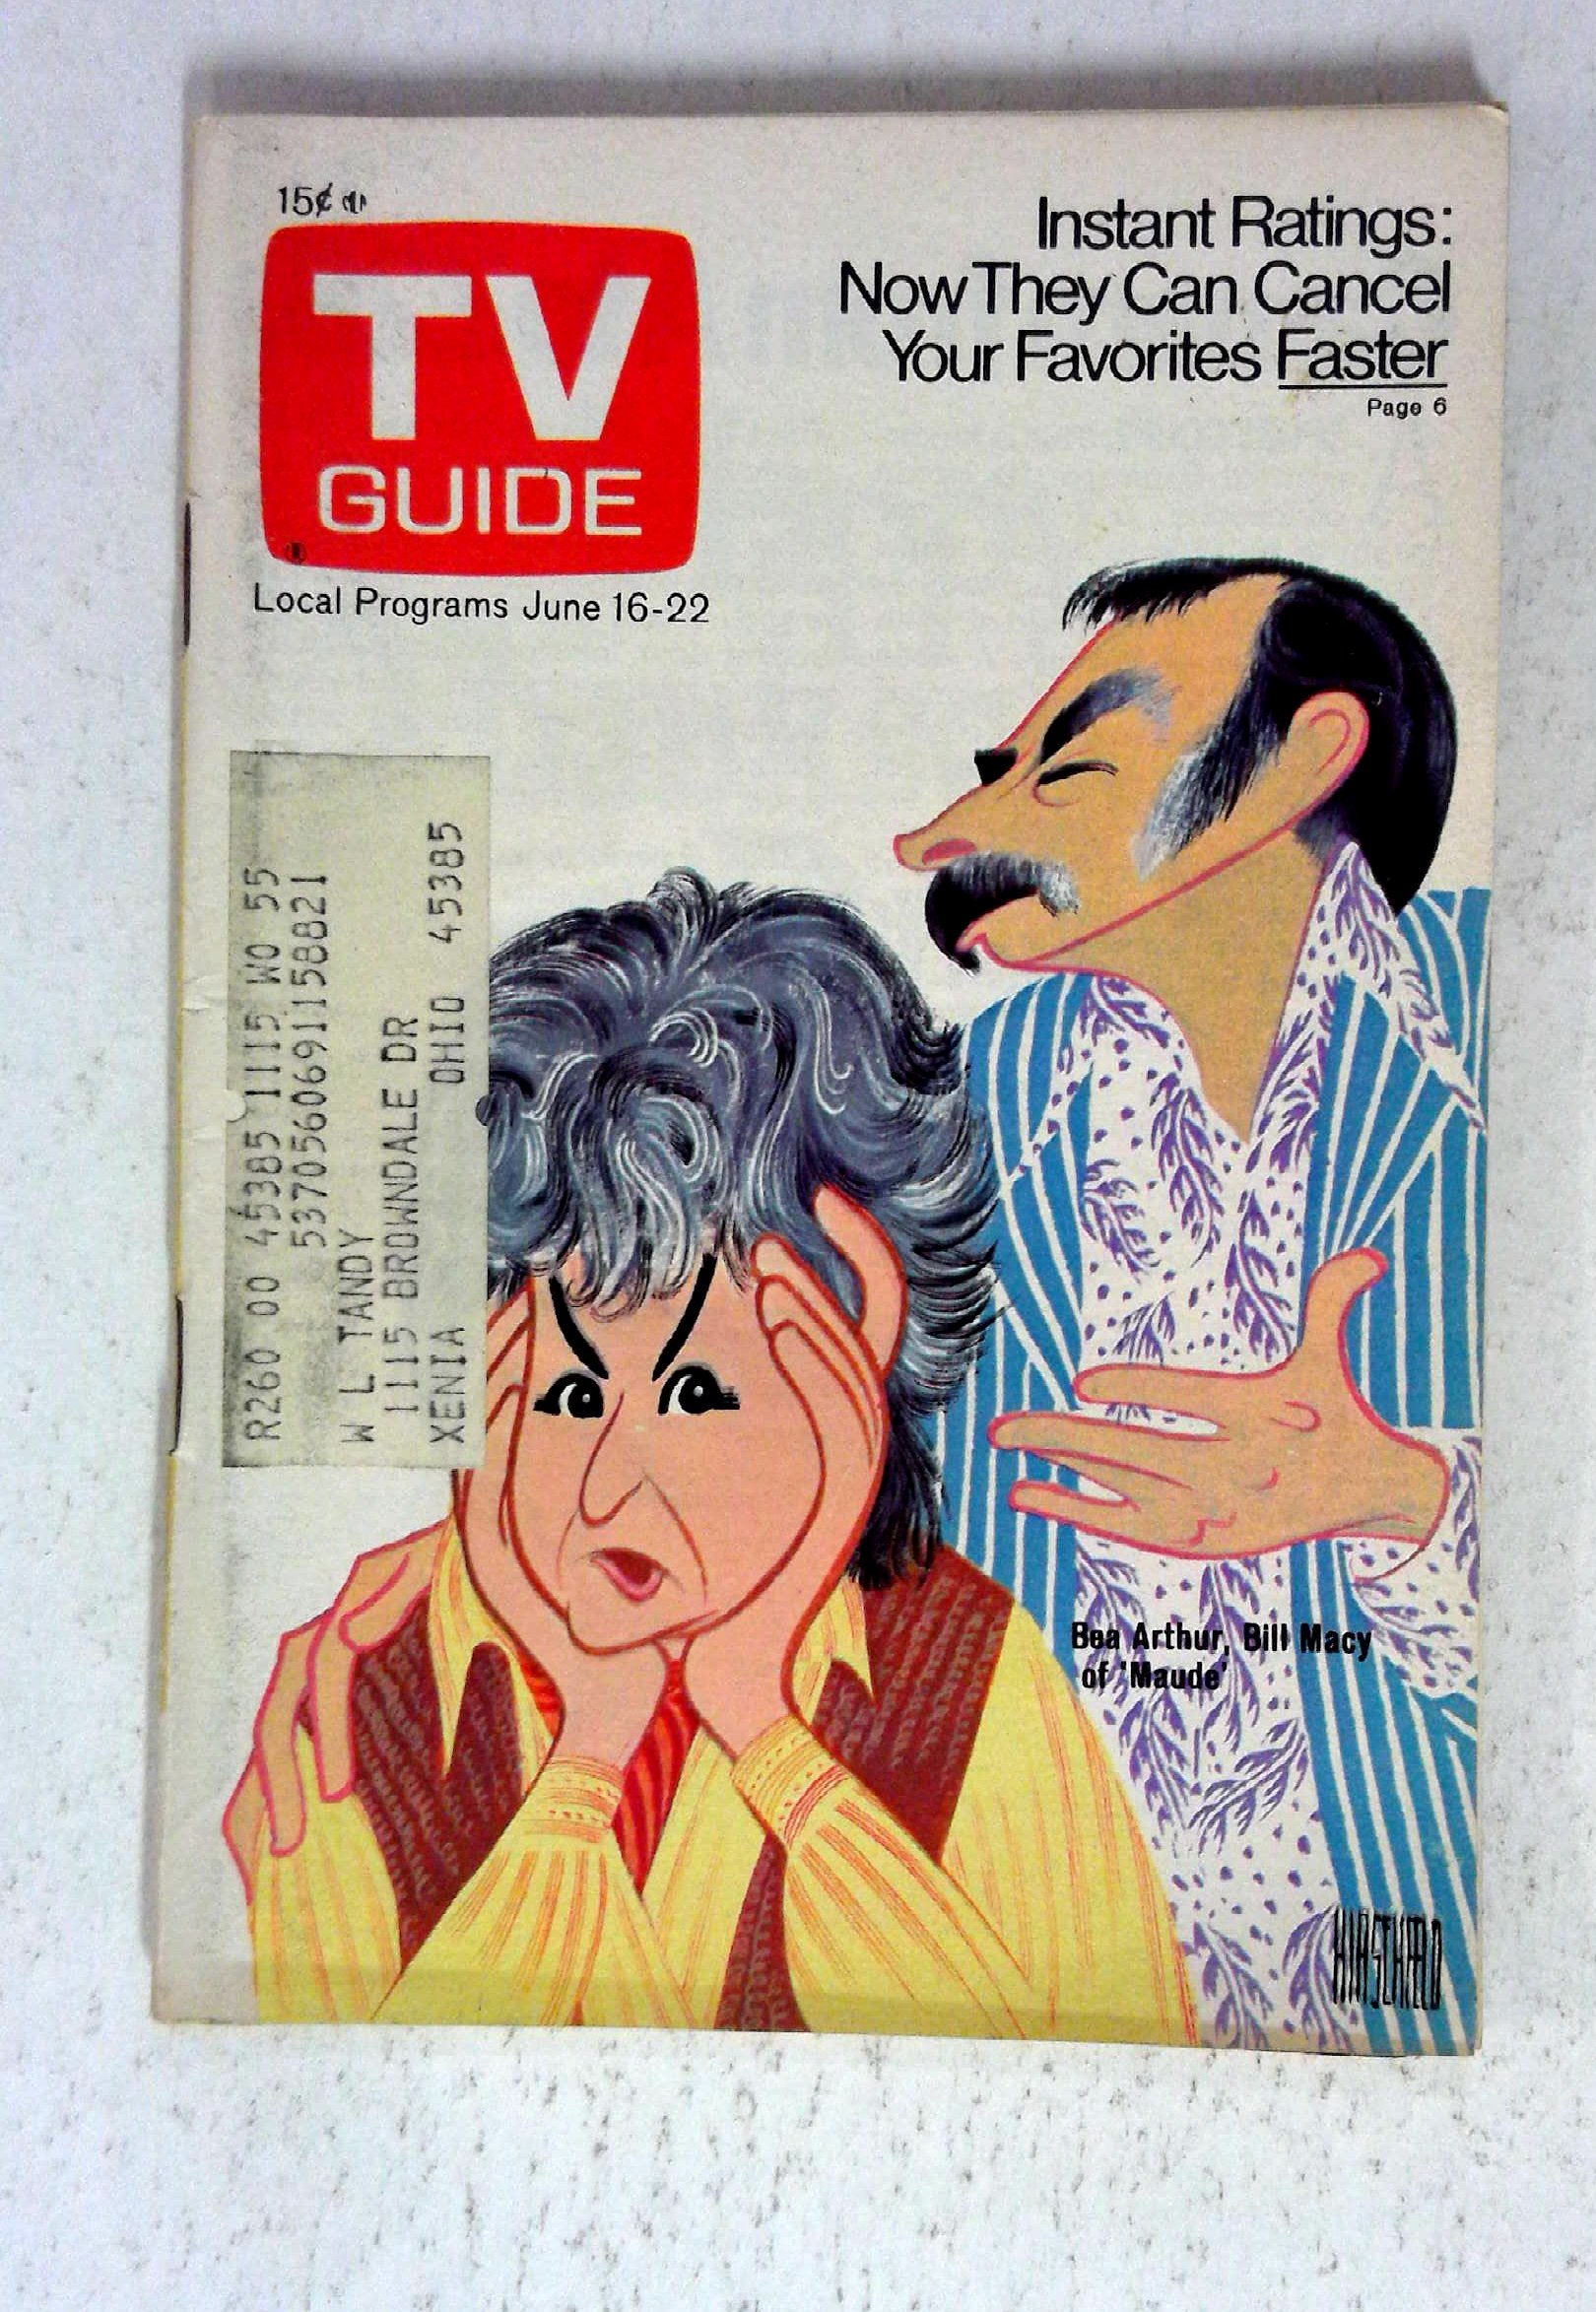 15¢
TV
GUIDE
®
Local Programs June 16-22
Instant Ratings:
Now They Can Cancel
Your Favorites Faster
Page 6
R260 00 45385 1115 WO 55
5370560691158821
W L TANDY
1115 BROWNDALE DR
XENIA OHIO 45385
Bea Arthur, Bill Macy
of 'Maude'
HIRSCHFELD